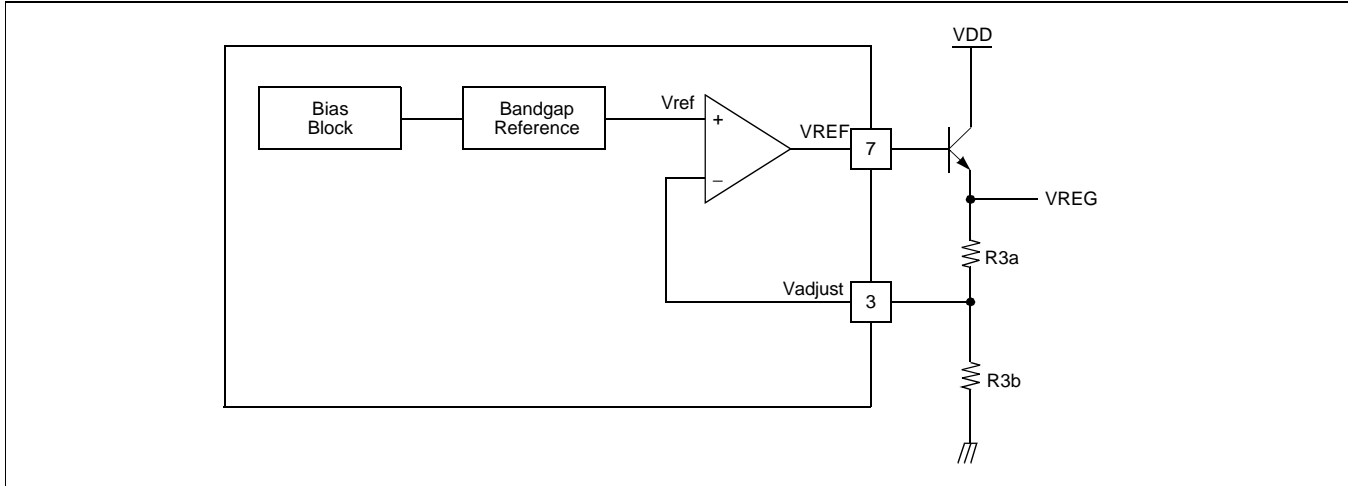 VDD
Bias
Block
Bandgap
Reference
Vref
+
−
VREF
7
VREG
R3a
Vadjust
3
R3b